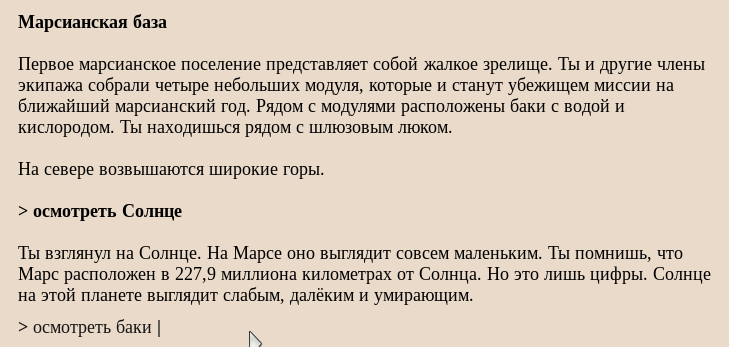 Марсианская база
Первое марсианское поселение представляет собой жалкое зрелище. Ты и другие члены
экипажа собрали четыре небольших модуля, которые и станут убежищем миссии на
ближайший марсианский год. Рядом с модулями расположены баки с водой и
кислородом. Ты находишься рядом с шлюзовым люком.
На севере возвышаются широкие горы.
> осмотреть Солнце
Ты взглянул на Солнце. На Марсе оно выглядит совсем маленьким. Ты помнишь, что
Марс расположен в 227,9 миллиона километрах от Солнца. Но это лишь цифры. Солнце
на этой планете выглядит слабым, далёким и умирающим.
> осмотреть баки